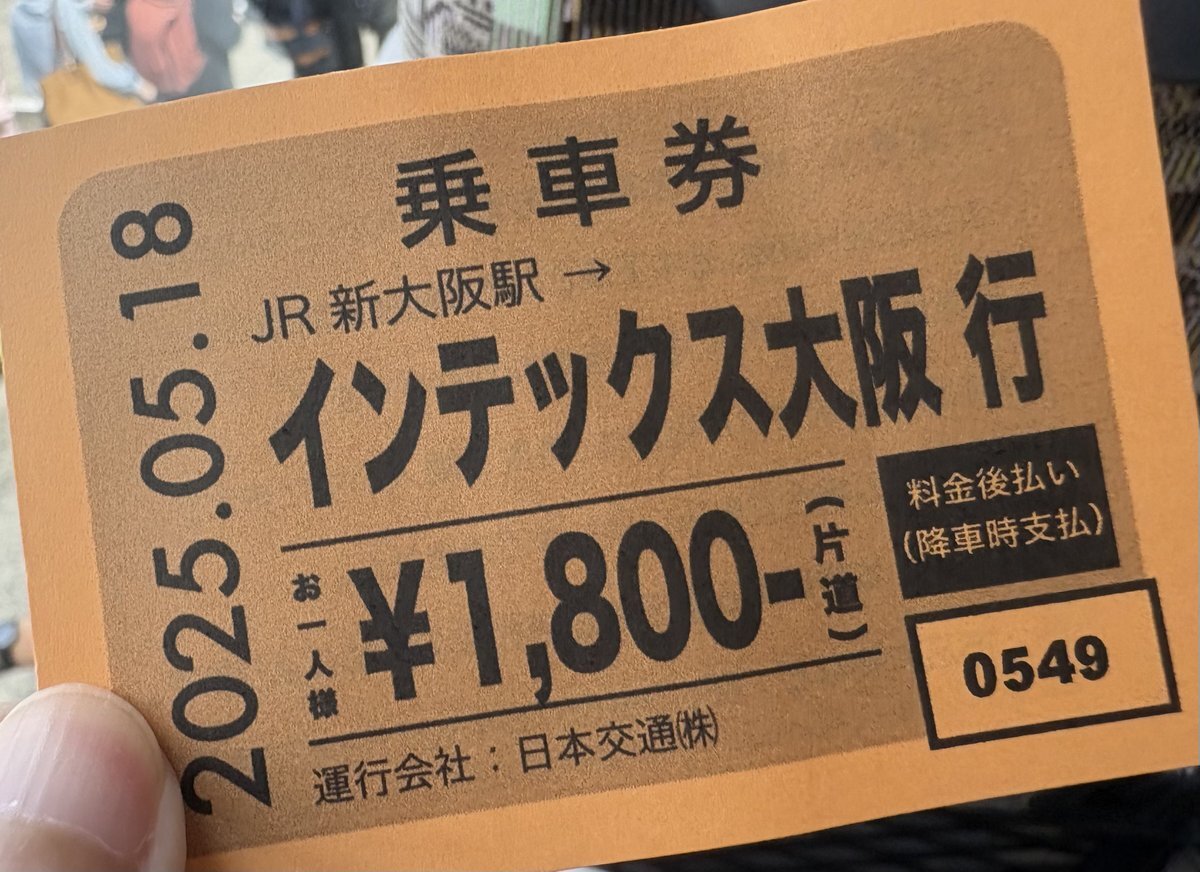 乗車券
2025.05.18
JR 新大阪駅 →
インテックス大阪 行
お一人様 ¥1,800- (片道)
料金後払い
(降車時支払)
0549
運行会社：日本交通㈱